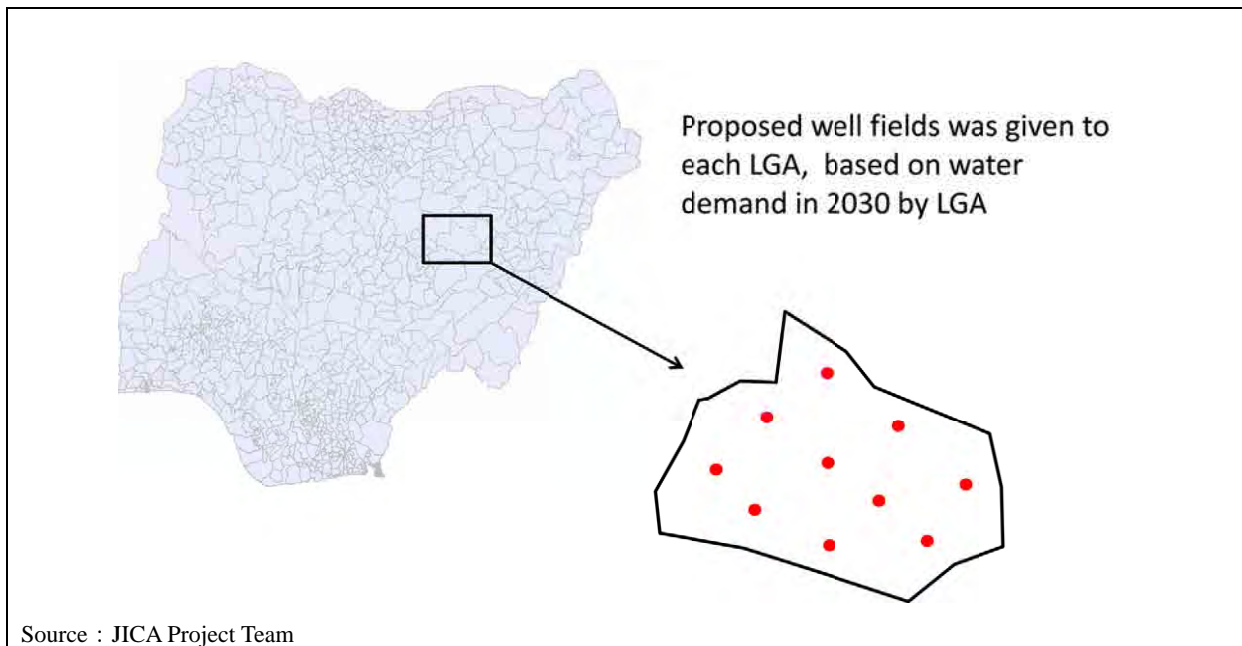 Proposed well fields was given to
each LGA, based on water
demand in 2030 by LGA
Source : JICA Project Team